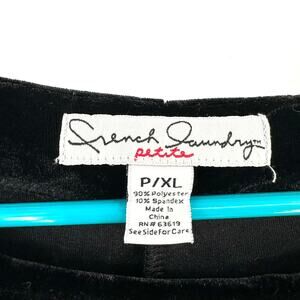 French Laundry™
petite
P/XL
90% Polyester
10% Spandex
Made In
China
RN# 63619
See Side For Care